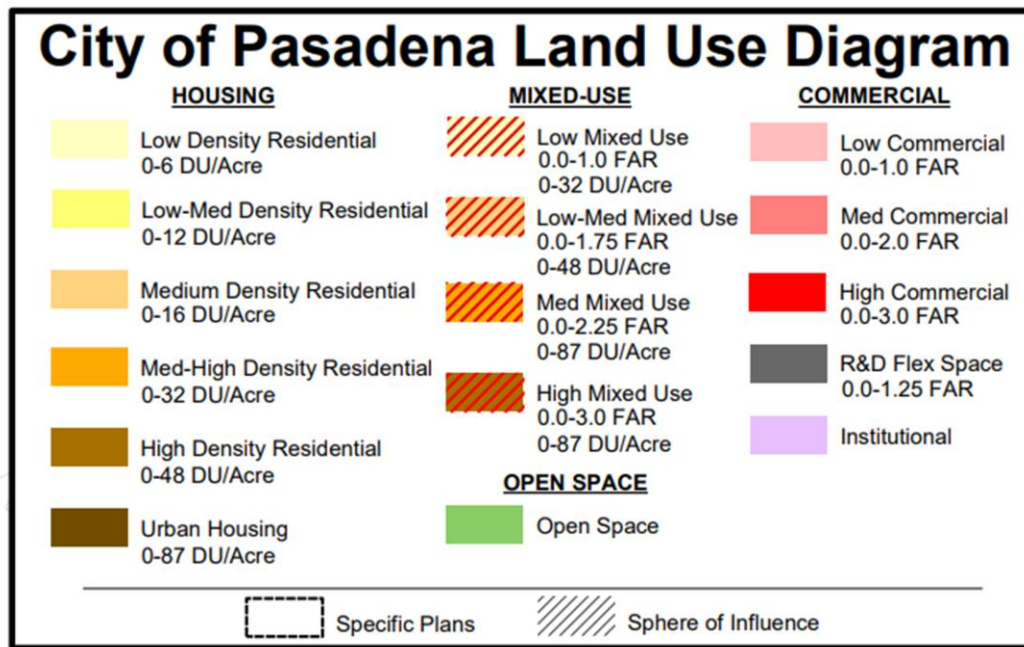 City of Pasadena Land Use Diagram
HOUSING
Low Density Residential
0-6 DU/Acre
Low-Med Density Residential
0-12 DU/Acre
Medium Density Residential
0-16 DU/Acre
Med-High Density Residential
0-32 DU/Acre
High Density Residential
0-48 DU/Acre
Urban Housing
0-87 DU/Acre
MIXED-USE
Low Mixed Use
0.0-1.0 FAR
0-32 DU/Acre
Low-Med Mixed Use
0.0-1.75 FAR
0-48 DU/Acre
Med Mixed Use
0.0-2.25 FAR
0-87 DU/Acre
High Mixed Use
0.0-3.0 FAR
0-87 DU/Acre
OPEN SPACE
Open Space
COMMERCIAL
Low Commercial
0.0-1.0 FAR
Med Commercial
0.0-2.0 FAR
High Commercial
0.0-3.0 FAR
R&D Flex Space
0.0-1.25 FAR
Institutional
Specific Plans
Sphere of Influence